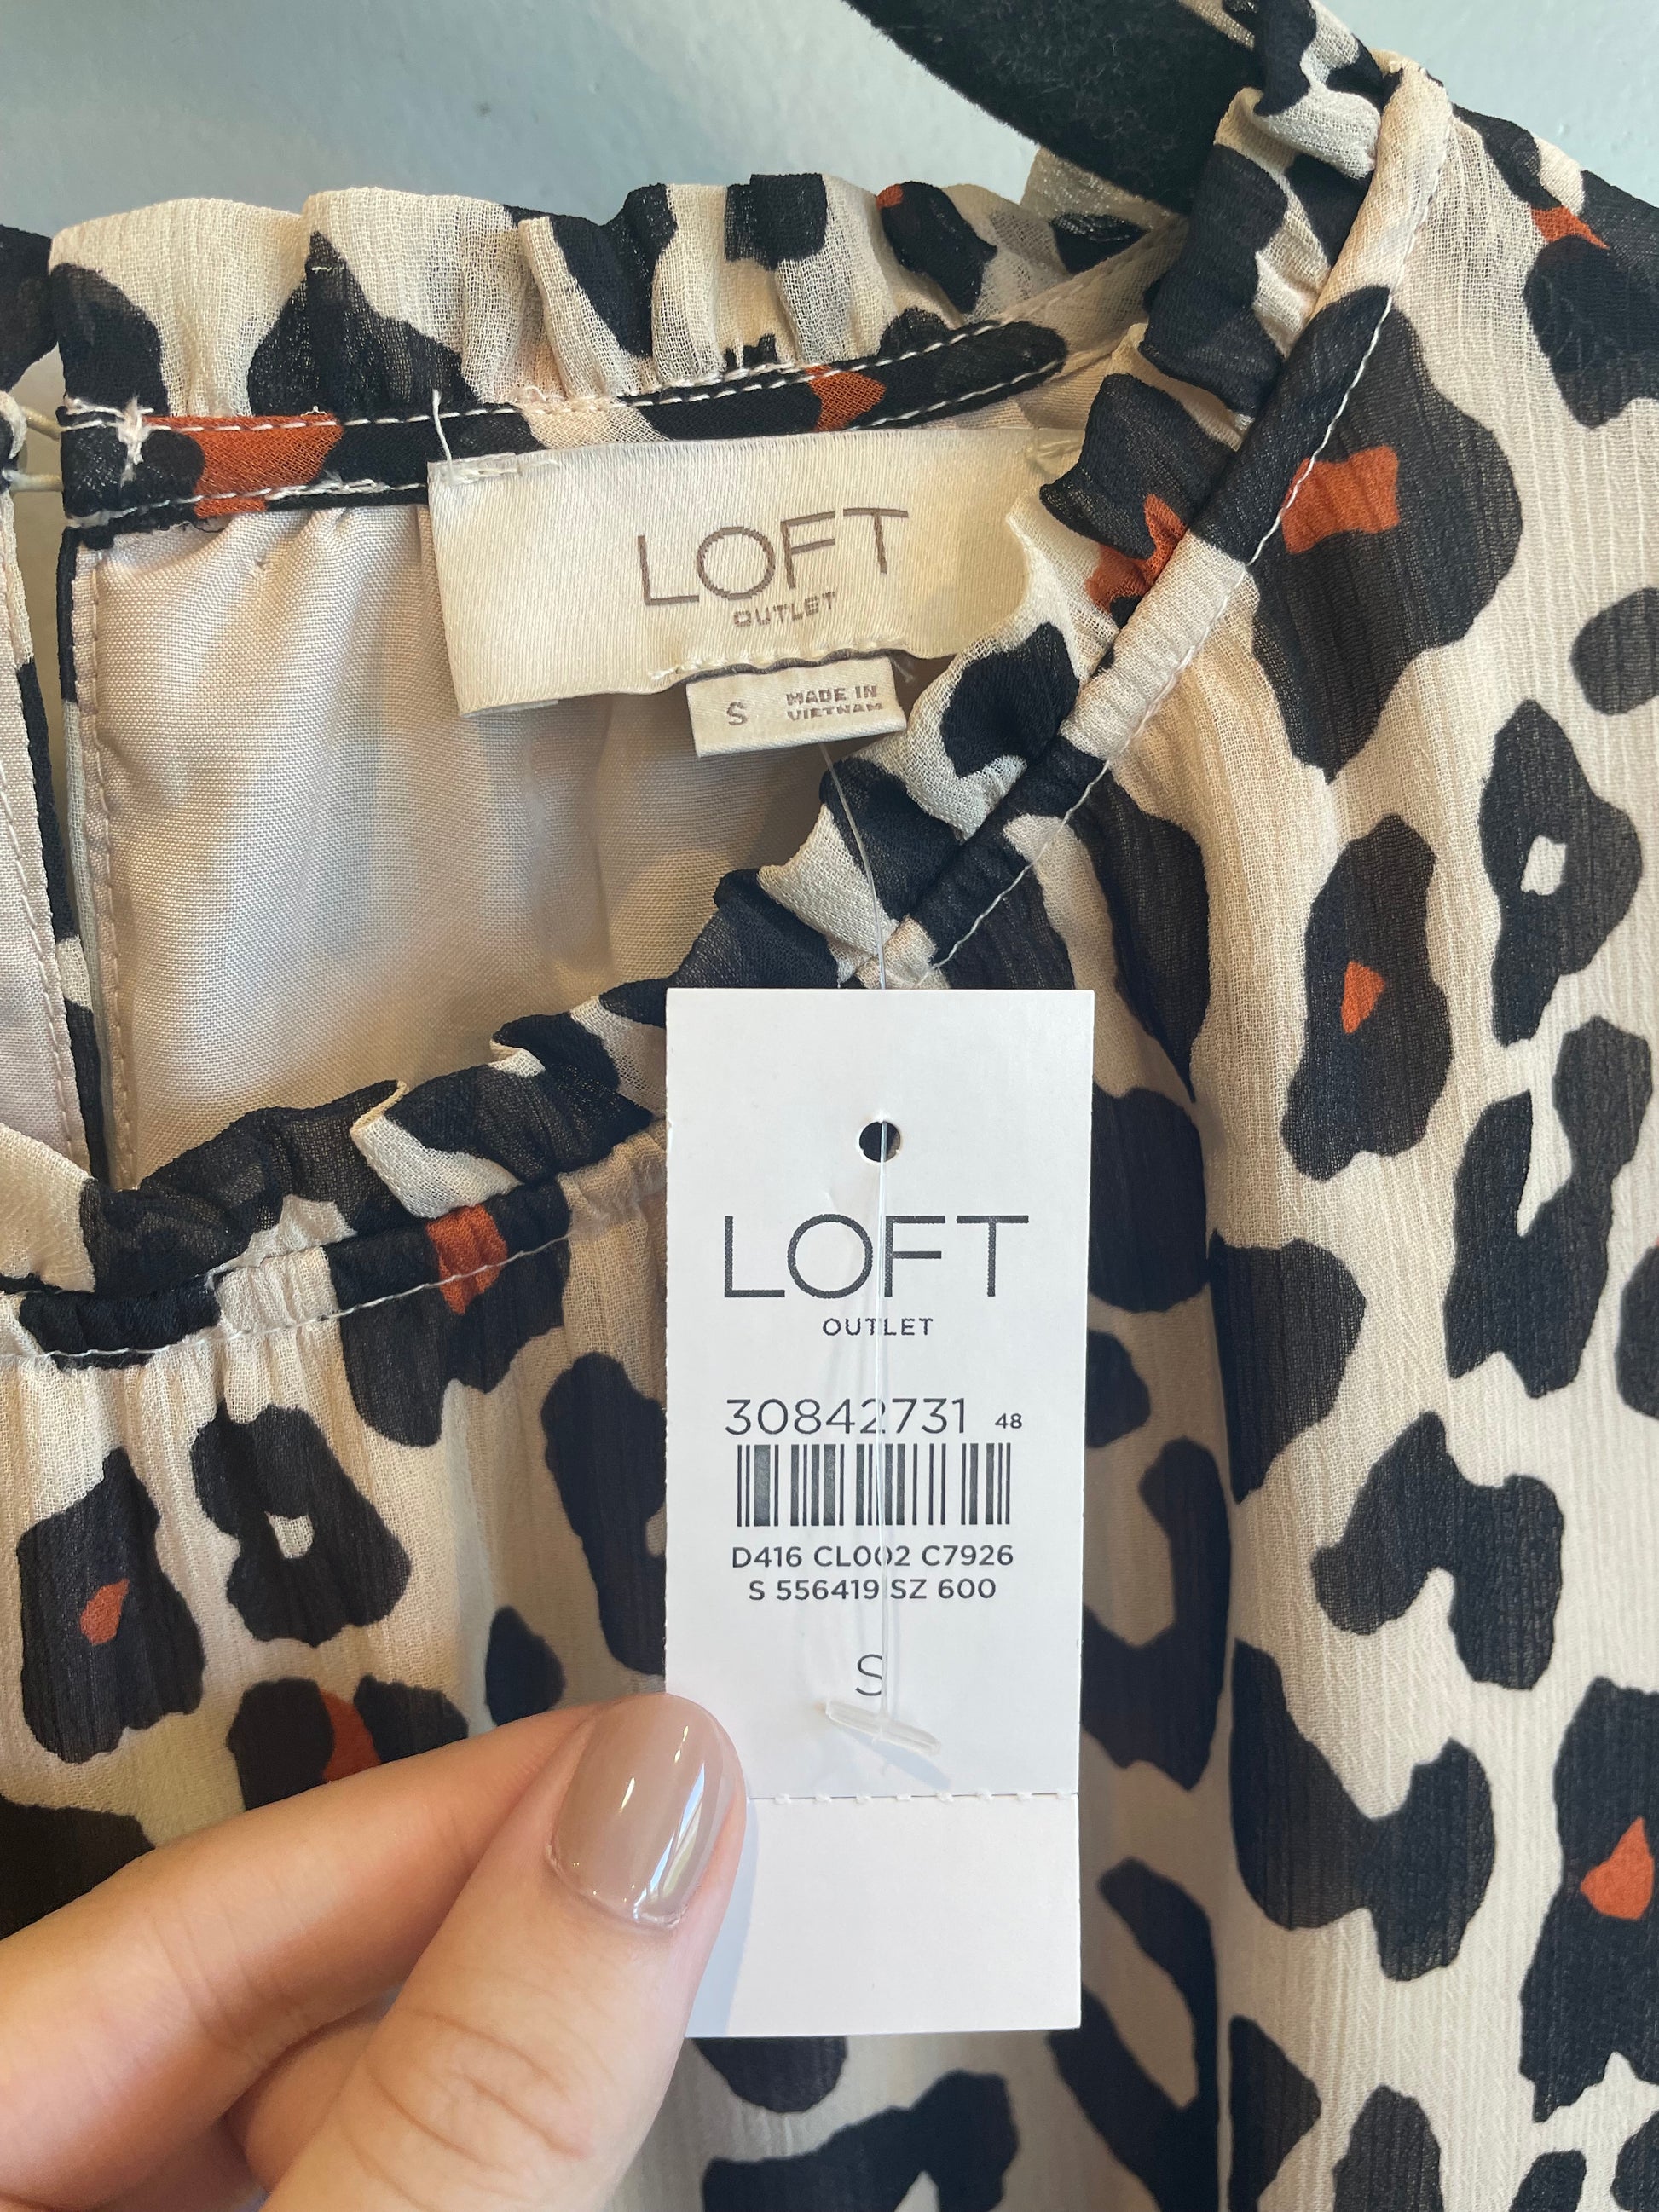 LOFT
OUTLET
S MADE IN
VIETNAM
LOFT
OUTLET
30842731 48
D416 CL002 C7926
S 556419 SZ 600
S